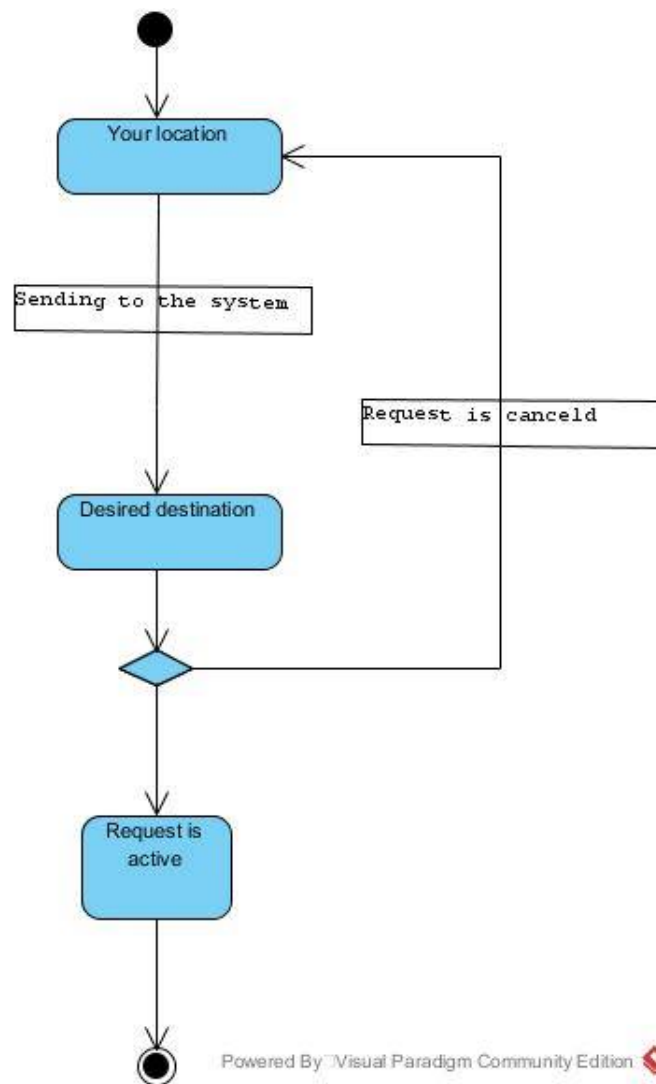 Your location
Sending to the system
Request is canceld
Desired destination
Request is
active
Powered By Visual Paradigm Community Edition